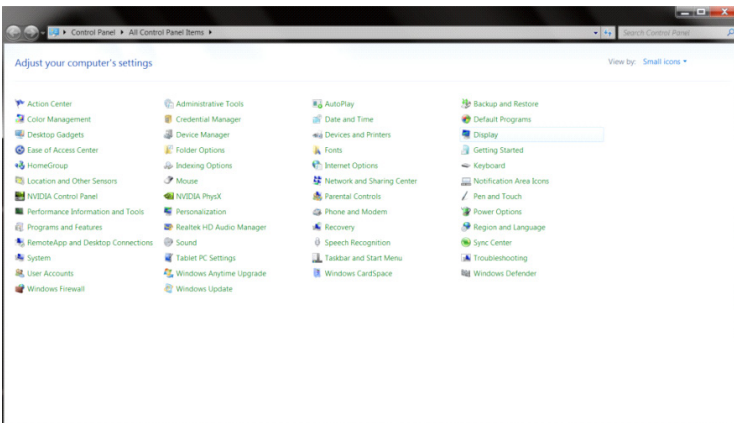 Control Panel ▸ All Control Panel Items ▸
Search Control Panel
Adjust your computer's settings
View by: Small icons
Action Center Administrative Tools AutoPlay Backup and Restore
Color Management Credential Manager Date and Time Default Programs
Desktop Gadgets Device Manager Devices and Printers Display
Ease of Access Center Folder Options Fonts Getting Started
HomeGroup Indexing Options Internet Options Keyboard
Location and Other Sensors Mouse Network and Sharing Center Notification Area Icons
NVIDIA Control Panel NVIDIA PhysX Parental Controls Pen and Touch
Performance Information and Tools Personalization Phone and Modem Power Options
Programs and Features Realtek HD Audio Manager Recovery Region and Language
RemoteApp and Desktop Connections Sound Speech Recognition Sync Center
System Tablet PC Settings Taskbar and Start Menu Troubleshooting
User Accounts Windows Anytime Upgrade Windows CardSpace Windows Defender
Windows Firewall Windows Update